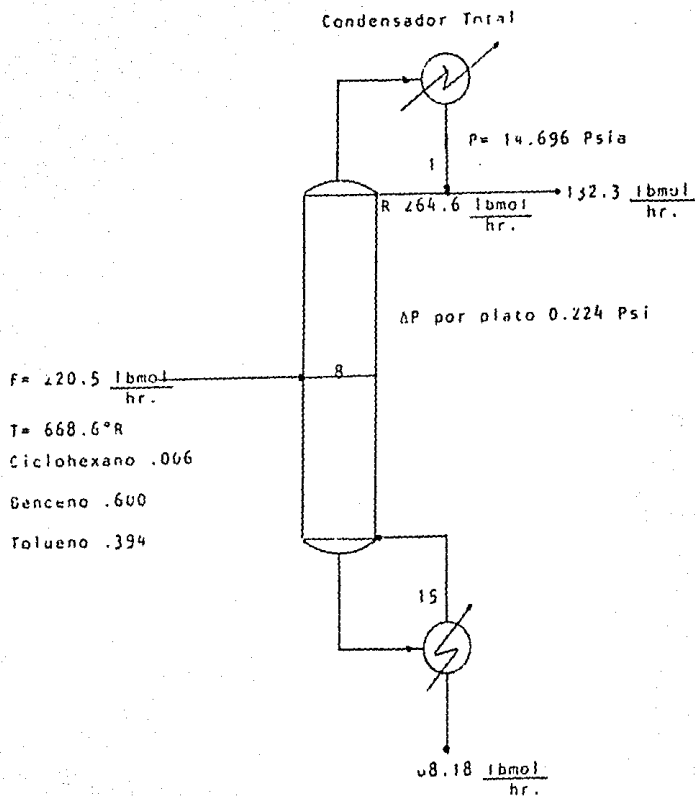 Condensador Total
P= 14.696 Psia
1
R 264.6 lbmol
hr.
132.3 lbmol
hr.
ΔP por plato 0.224 Psi
F= 220.5 lbmol
hr.
8
T= 668.6°R
Ciclohexano .006
Benceno .600
Tolueno .394
15
88.18 lbmol
hr.